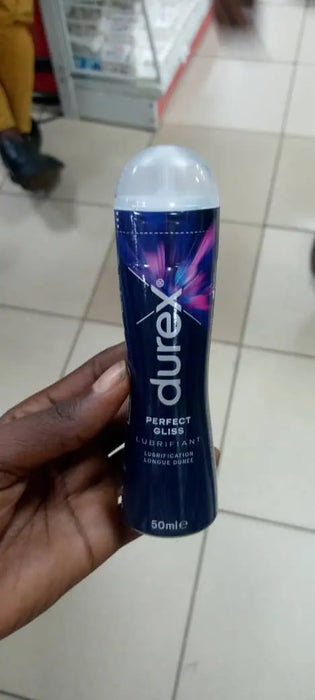 durex®
PERFECT
GLISS
LUBRIFIANT
LUBRIFICATION
LONGUE DURÉE
50ml e